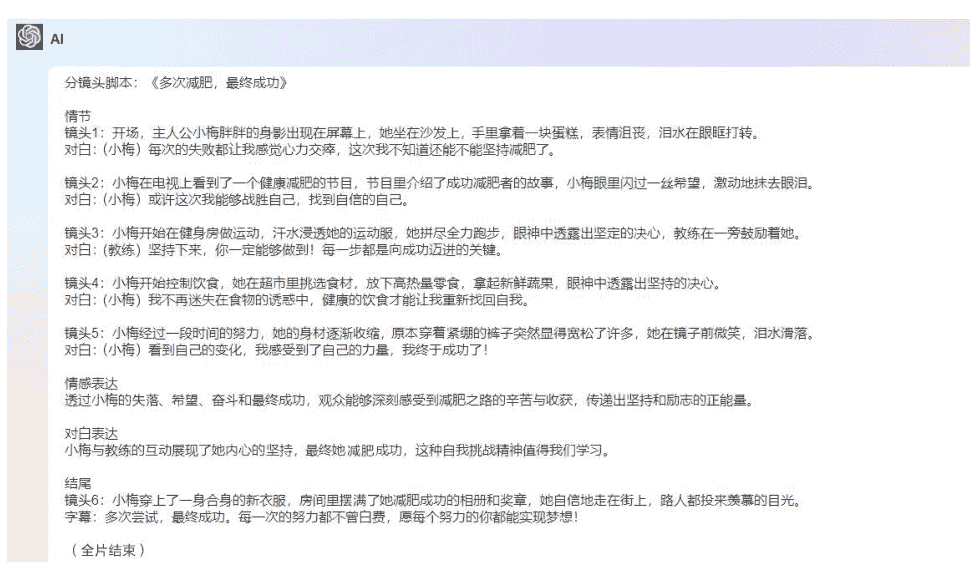 AI
分镜头脚本：《多次减肥，最终成功》
情节
镜头1：开场，主人公小梅胖胖的身影出现在屏幕上，她坐在沙发上，手里拿着一块蛋糕，表情沮丧，泪水在眼眶打转。
对白：（小梅）每次的失败都让我感觉心力交瘁，这次我不知道还能不能坚持减肥了。
镜头2：小梅在电视上看到了一个健康减肥的节目，节目里介绍了成功减肥者的故事，小梅眼里闪过一丝希望，激动地抹去眼泪。
对白：（小梅）或许这次我能够战胜自己，找到自信的自己。
镜头3：小梅开始在健身房做运动，汗水浸透她的运动服，她拼尽全力跑步，眼神中透露出坚定的决心，教练在一旁鼓励着她。
对白：（教练）坚持下来，你一定能够做到！每一步都是向成功迈进的关键。
镜头4：小梅开始控制饮食，她在超市里挑选食材，放下高热量零食，拿起新鲜蔬果，眼神中透露出坚持的决心。
对白：（小梅）我不再迷失在食物的诱惑中，健康的饮食才能让我重新找回自我。
镜头5：小梅经过一段时间的努力，她的身材逐渐收缩，原本穿着紧绷的裤子突然显得宽松了许多，她在镜子前微笑，泪水滑落。
对白：（小梅）看到自己的变化，我感受到了自己的力量，我终于成功了！
情感表达
透过小梅的失落、希望、奋斗和最终成功，观众能够深刻感受到减肥之路的辛苦与收获，传递出坚持和励志的正能量。
对白表达
小梅与教练的互动展现了她内心的坚持，最终她减肥成功，这种自我挑战精神值得我们学习。
结尾
镜头6：小梅穿上了一身合身的新衣服，房间里摆满了她减肥成功的相册和奖章，她自信地走在街上，路人都投来羡慕的目光。
字幕：多次尝试，最终成功。每一次的努力都不曾白费，愿每个努力的你都能实现梦想！
（全片结束）